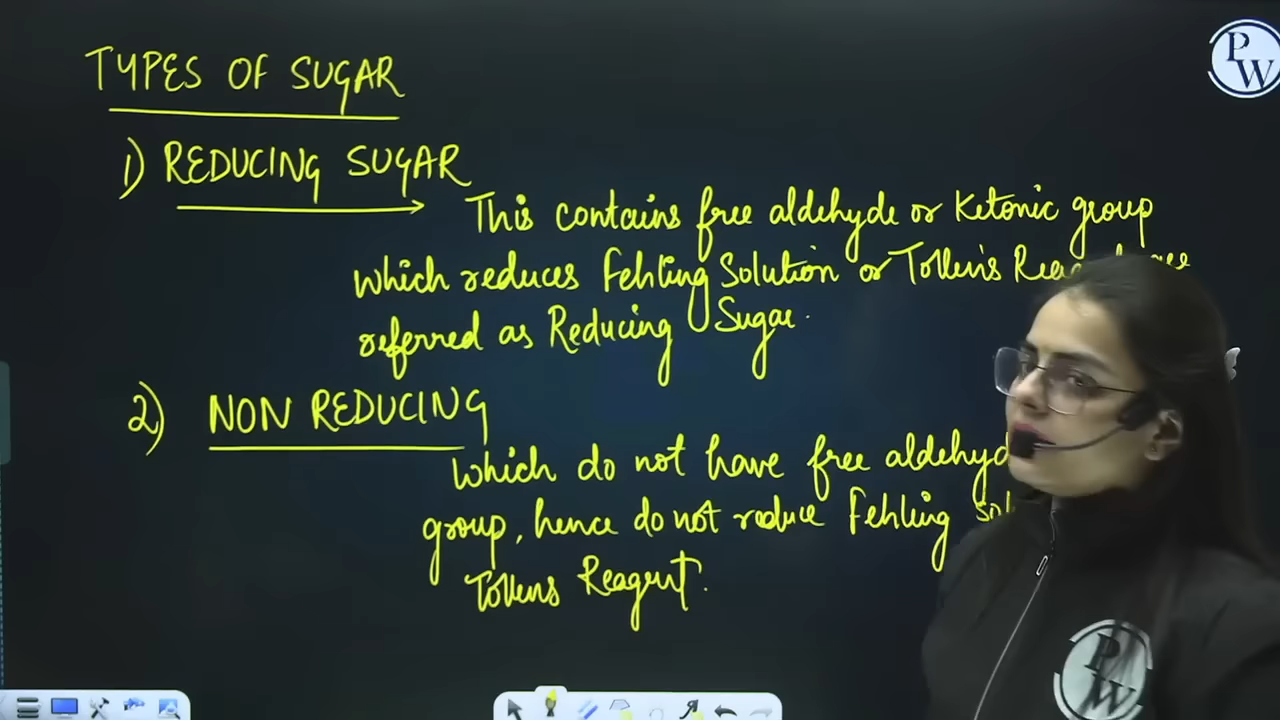 TYPES OF SUGAR
PW
1) REDUCING SUGAR
This contains free aldehyde or Ketonic group
which reduces Fehling Solution or Tollen's
referred as Reducing Sugar.
2) NON REDUCING
which do not have free
group, hence do not reduce Fehling
Tollens Reagent.
PW